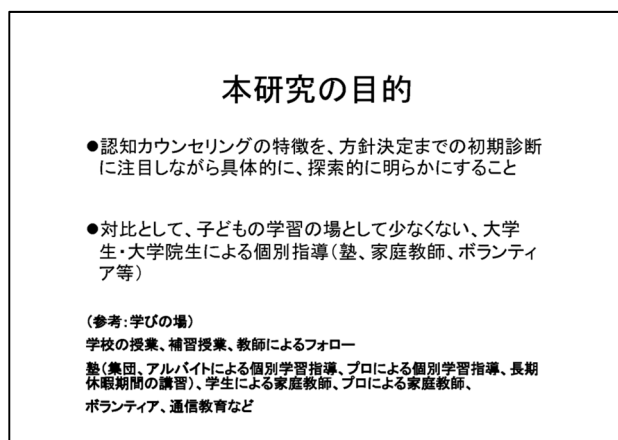 本研究の目的
●認知カウンセリングの特徴を、方針決定までの初期診断
に注目しながら具体的に、探索的に明らかにすること
●対比として、子どもの学習の場として少なくない、大学
生・大学院生による個別指導(塾、家庭教師、ボランティ
ア等)
(参考:学びの場)
学校の授業、補習授業、教師によるフォロー
塾(集団、アルバイトによる個別学習指導、プロによる個別学習指導、長期
休暇期間の講習)、学生による家庭教師、プロによる家庭教師、
ボランティア、通信教育など